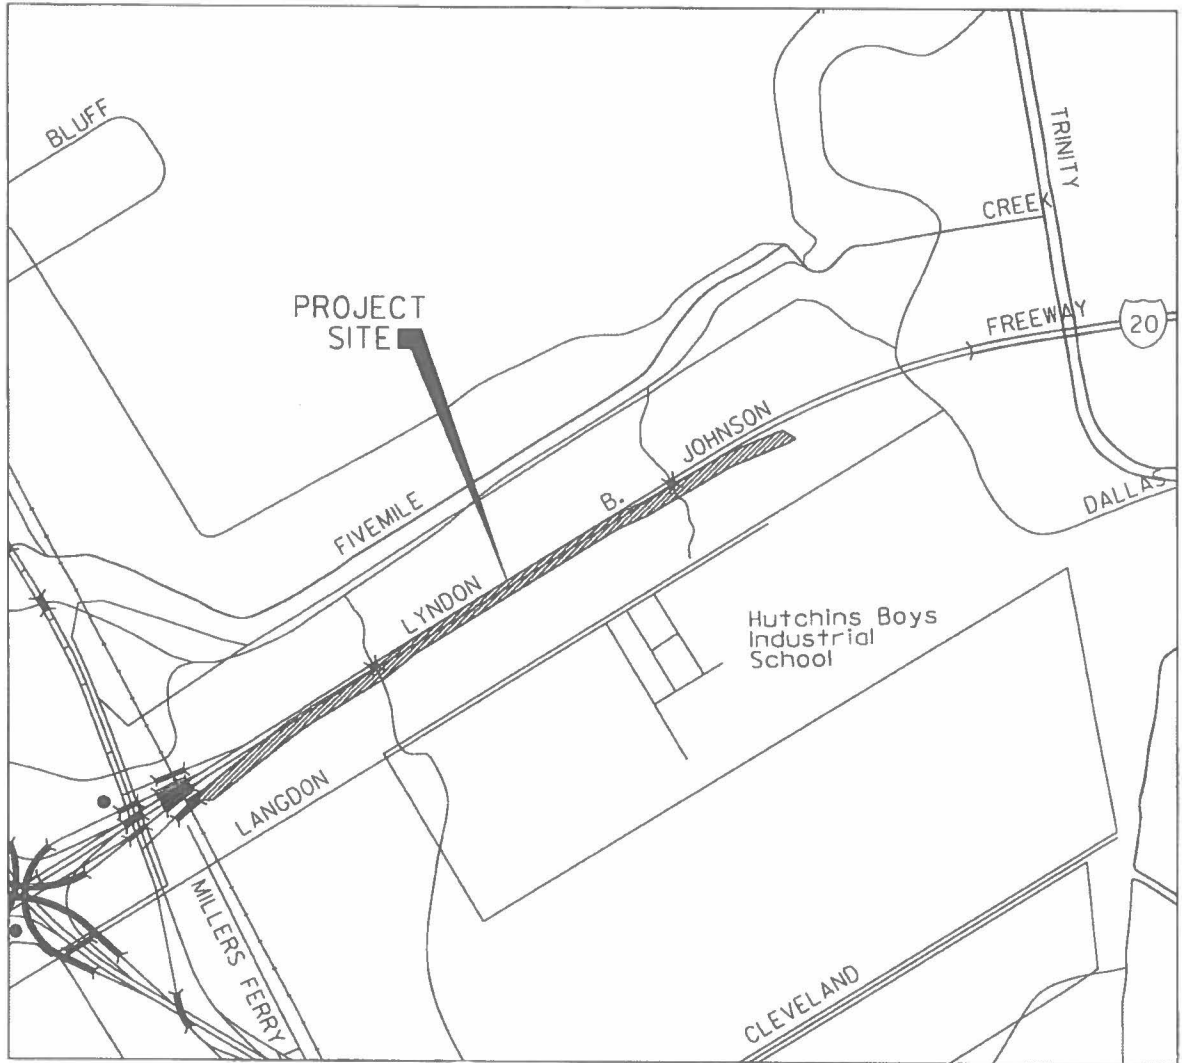 BLUFF
TRINITY
CREEK
PROJECT
SITE
FREEWAY
20
JOHNSON
B.
DALLAS
FIVEMILE
LYNDON
Hutchins Boys
Industrial
School
LANGDON
MILLERS FERRY
CLEVELAND